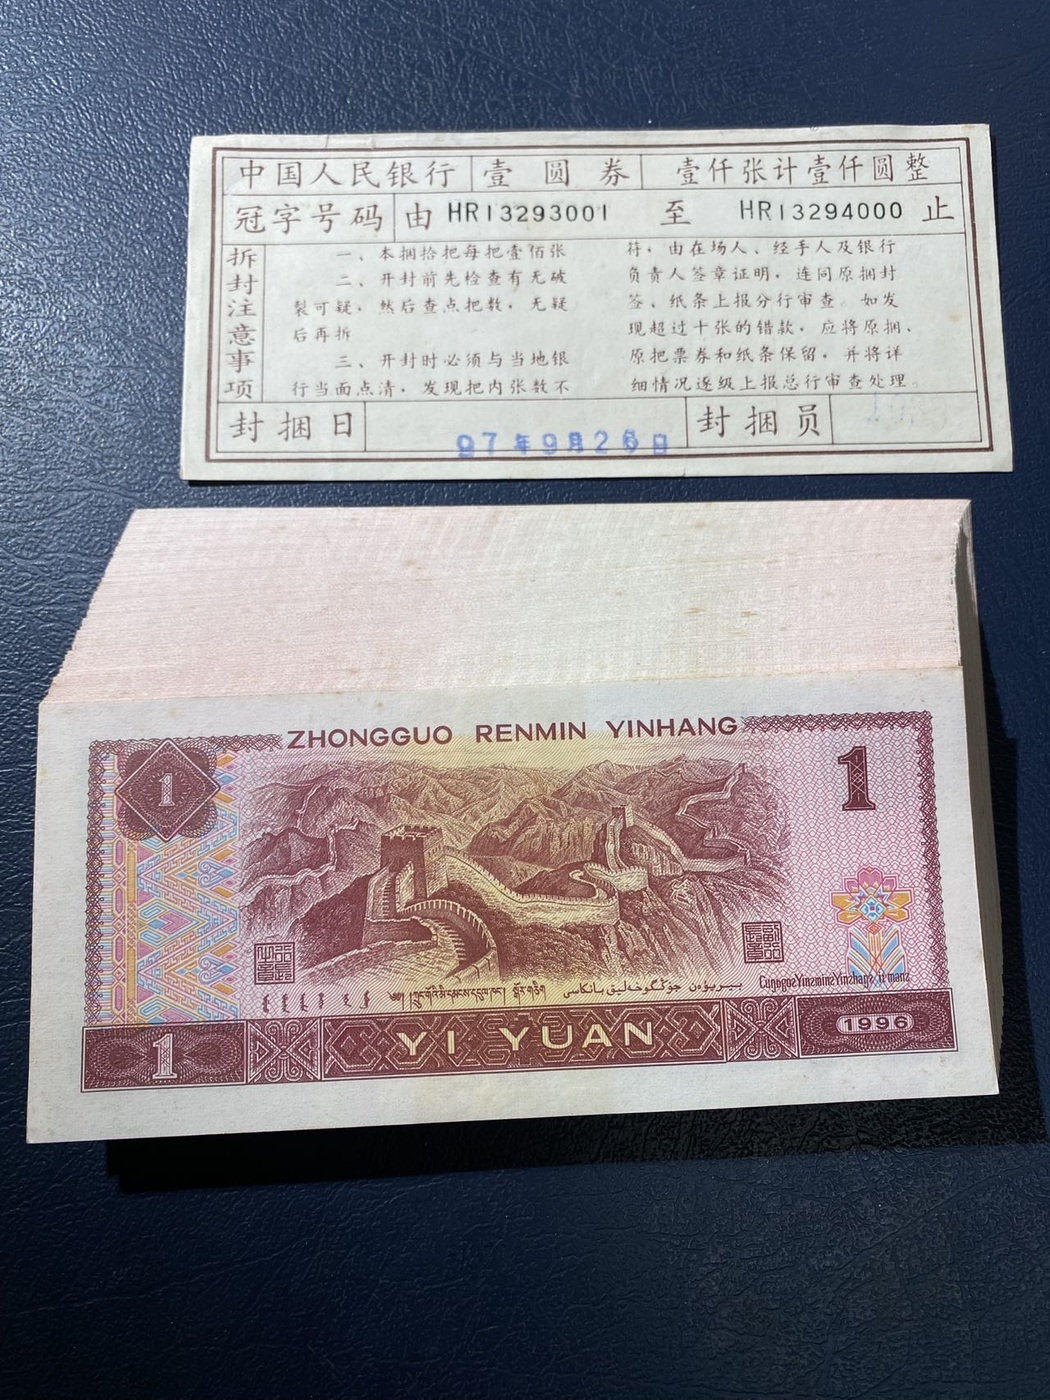 中国人民银行 壹圆券 壹仟张计壹仟圆整
冠字号码 由 HR13293001 至 HR13294000 止
拆封注意事项
一、本捆拾把每把壹佰张
二、开封前先检查有无破
裂可疑，然后查点把数，无疑
后再拆
三、开封时必须与当地银
行当面点清，发现把内张数不
符，由在场人、经手人及银行
负责人签章证明，连同原捆封
签、纸条上报分行审查。如发
现超过十张的错款，应将原捆、
原把票券和纸条保留，并将详
细情况逐级上报总行审查处理。
封捆日 97年9月26日 封捆员
ZHONGGUO RENMIN YINHANG
1
1
1
YI YUAN
1996